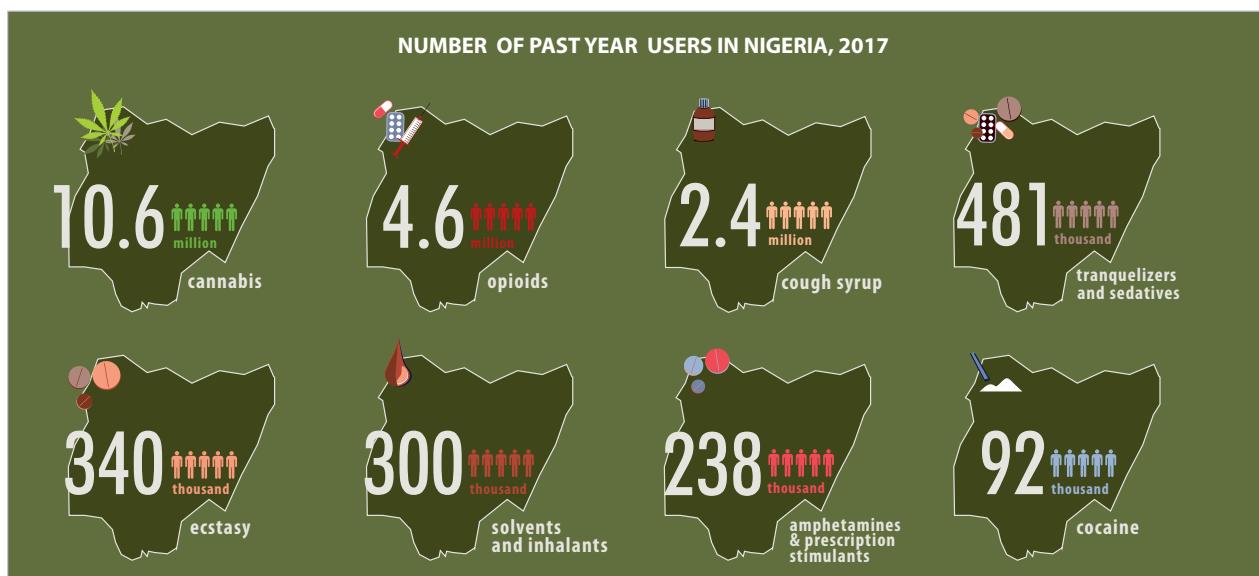 NUMBER OF PAST YEAR USERS IN NIGERIA, 2017
10.6
million
cannabis
4.6
million
opioids
2.4
million
cough syrup
481
thousand
tranquelizers
and sedatives
340
thousand
ecstasy
300
thousand
solvents
and inhalants
238
thousand
amphetamines
& prescription
stimulants
92
thousand
cocaine